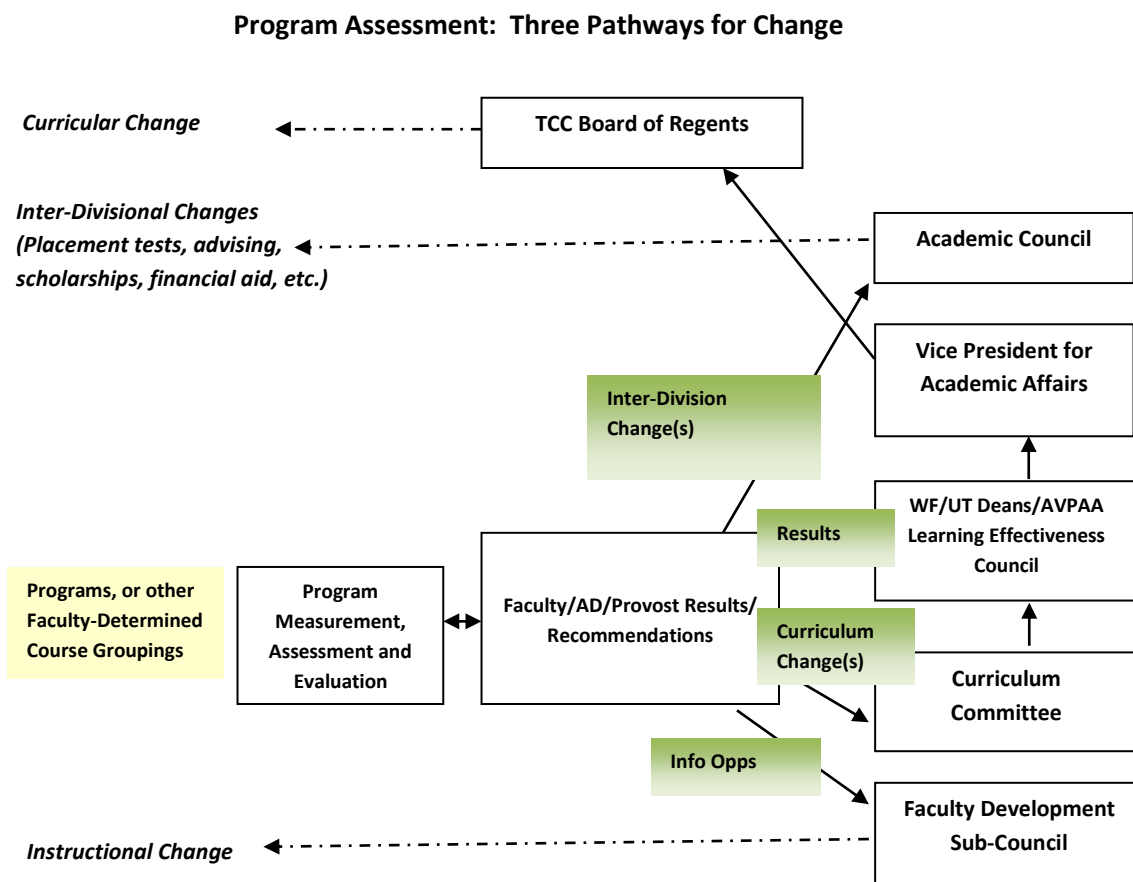 Program Assessment:  Three Pathways for Change
Curricular Change
TCC Board of Regents
Inter-Divisional Changes
(Placement tests, advising,
scholarships, financial aid, etc.)
Academic Council
Vice President for
Academic Affairs
Inter-Division
Change(s)
WF/UT Deans/AVPAA
Learning Effectiveness
Council
Results
Programs, or other
Faculty-Determined
Course Groupings
Program
Measurement,
Assessment and
Evaluation
Faculty/AD/Provost Results/
Recommendations
Curriculum
Change(s)
Curriculum
Committee
Info Opps
Faculty Development
Sub-Council
Instructional Change